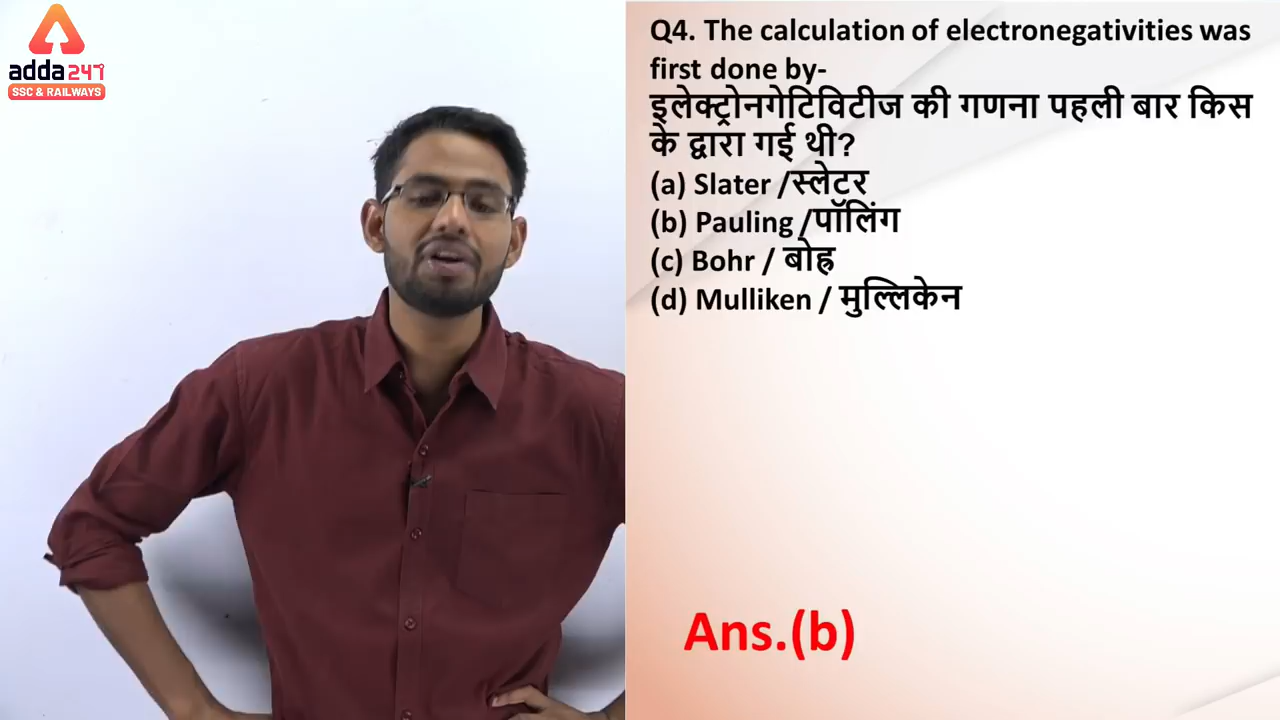 adda247
SSC & RAILWAYS
Q4. The calculation of electronegativities was
first done by-
इलेक्ट्रोनगेटिविटीज की गणना पहली बार किस
के द्वारा गई थी?
(a) Slater /स्लेटर
(b) Pauling /पॉलिंग
(c) Bohr / बोह्र
(d) Mulliken / मुल्लिकेन
Ans.(b)